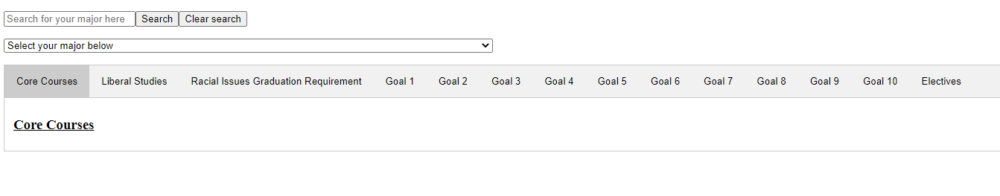 Search for your major here Search Clear search
Select your major below
Core Courses Liberal Studies Racial Issues Graduation Requirement Goal 1 Goal 2 Goal 3 Goal 4 Goal 5 Goal 6 Goal 7 Goal 8 Goal 9 Goal 10 Electives
Core Courses